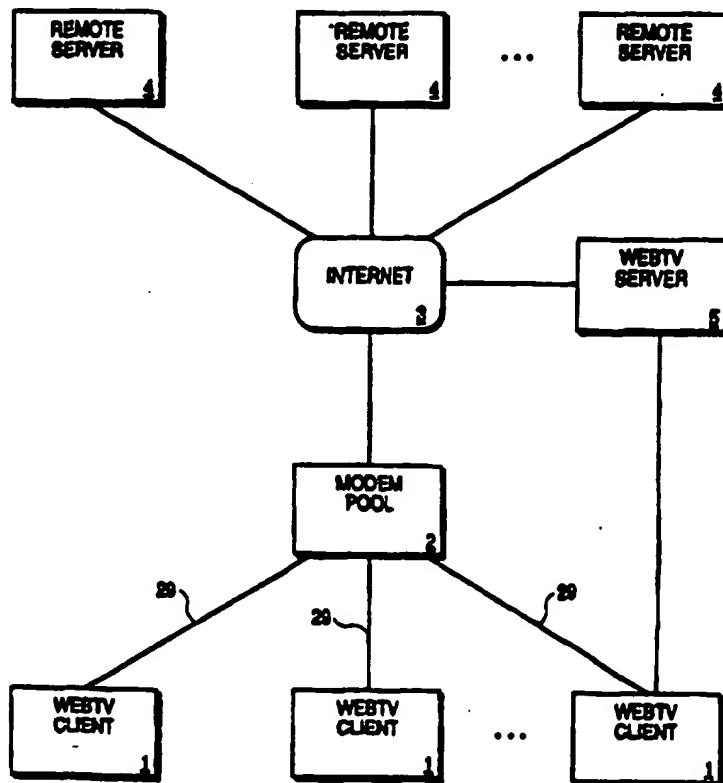 REMOTE SERVER 4
REMOTE SERVER 4
...
REMOTE SERVER 4
INTERNET 3
WEBTV SERVER 5
MODEM POOL 2
29
29
29
WEBTV CLIENT 1
WEBTV CLIENT 1
...
WEBTV CLIENT 1